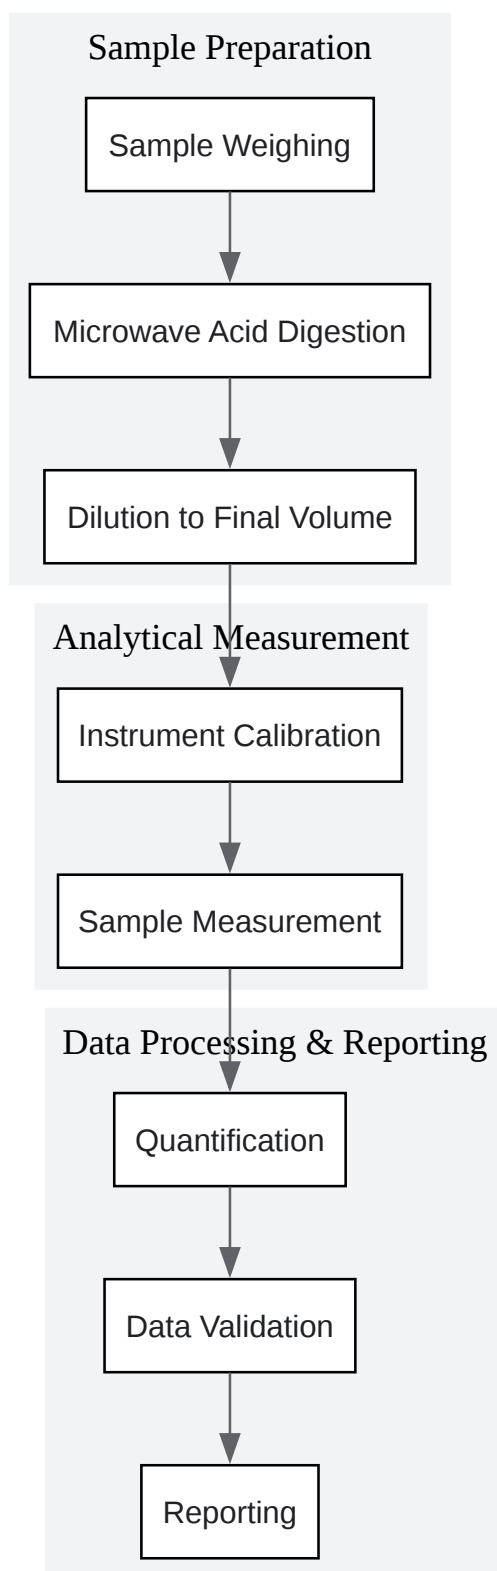 Sample Preparation
Sample Weighing
Microwave Acid Digestion
Dilution to Final Volume
Analytical Measurement
Instrument Calibration
Sample Measurement
Data Processing & Reporting
Quantification
Data Validation
Reporting